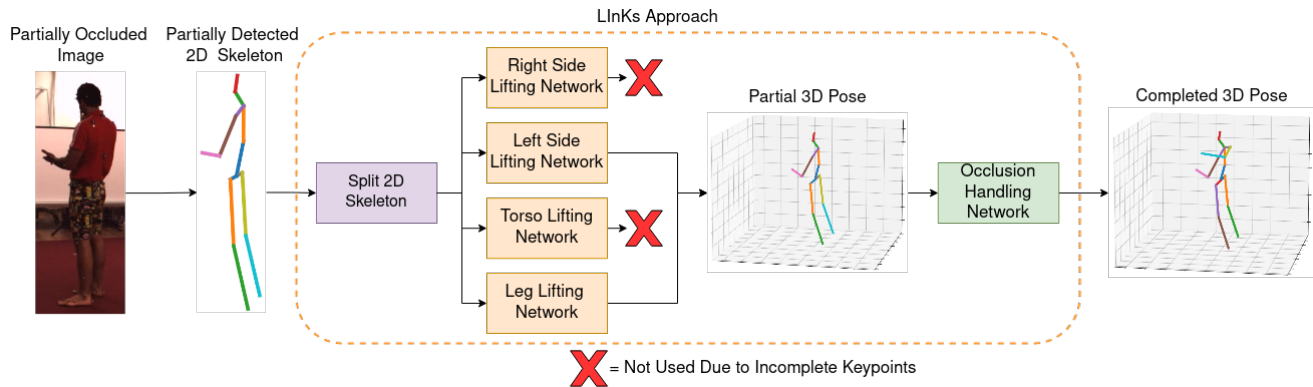 LInKs Approach
Partially Occluded
Image
Partially Detected
2D Skeleton
Split 2D
Skeleton
Right Side
Lifting Network
Left Side
Lifting Network
Torso Lifting
Network
Leg Lifting
Network
Partial 3D Pose
Occlusion
Handling
Network
Completed 3D Pose
= Not Used Due to Incomplete Keypoints